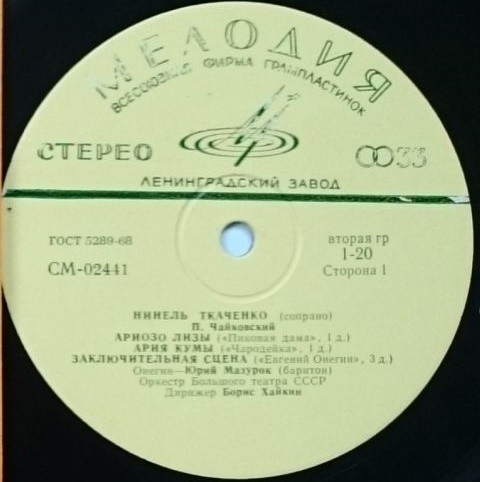 МЕЛОДИЯ
ВСЕСОЮЗНАЯ ФИРМА ГРАМПЛАСТИНОК
СТЕРЕО 33
ЛЕНИНГРАДСКИЙ ЗАВОД
ГОСТ 5289-68 вторая гр
СМ-02441 1-20
Сторона 1
НИНЕЛЬ ТКАЧЕНКО (сопрано)
П. Чайковский
АРИОЗО ЛИЗЫ («Пиковая дама», 1 д.)
АРИЯ КУМЫ («Чародейка», 1 д.)
ЗАКЛЮЧИТЕЛЬНАЯ СЦЕНА («Евгений Онегин», 3 д.)
Онегин—Юрий Мазурок (баритон)
Оркестр Большого театра СССР
Дирижер Борис Хайкин